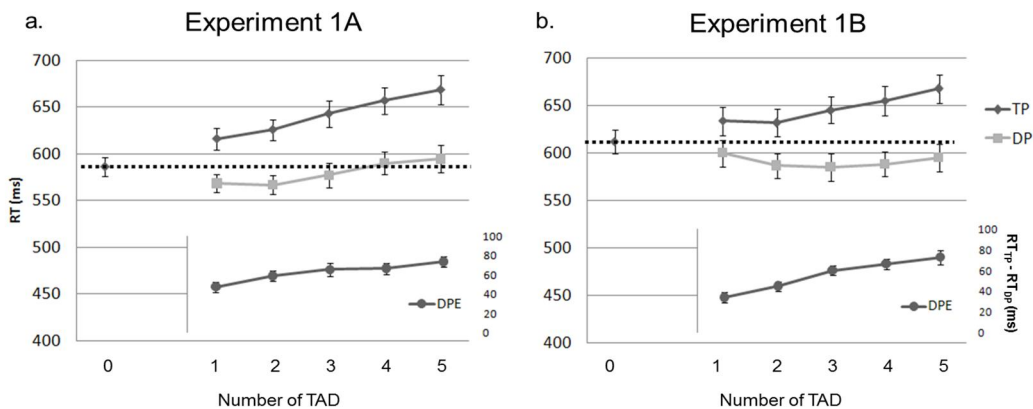 a.
Experiment 1A
700
650
600
550
500
450
400
RT (ms)
100
80
60
40
20
0
DPE
0 1 2 3 4 5
Number of TAD
b.
Experiment 1B
700
650
600
550
500
450
400
100
80
60
40
20
0
RT_TP - RT_DP (ms)
DPE
0 1 2 3 4 5
Number of TAD
TP
DP